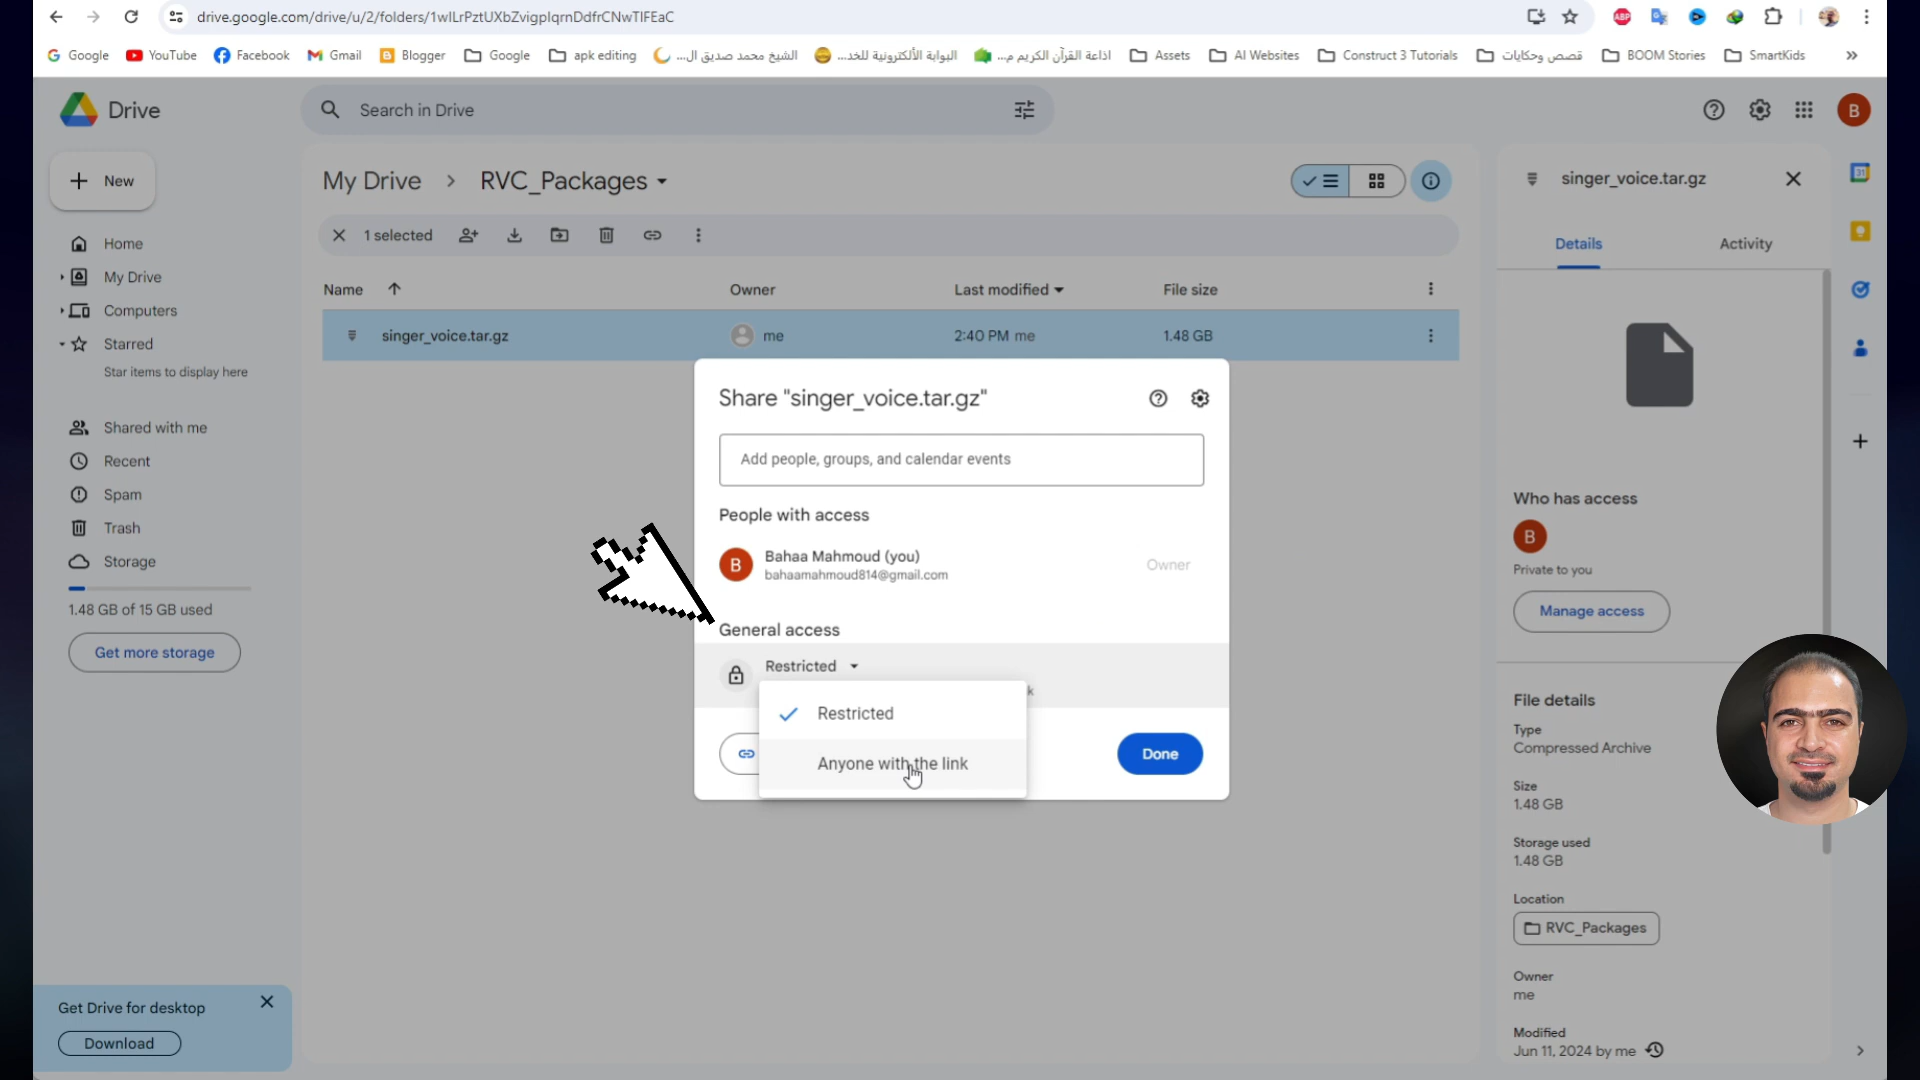 drive.google.com/drive/u/2/folders/1wILrPztUXbZvigpIqrnDdfrCNwTIFEaC
ABP
Google
YouTube
Facebook
Gmail
Blogger
Google
apk editing
الشيخ محمد صديق ال...
البوابة الألكترونية للخد...
اذاعة القرآن الكريم م...
Assets
AI Websites
Construct 3 Tutorials
قصص وحكايات
BOOM Stories
SmartKids
»
Drive
Search in Drive
B
New
Home
My Drive
Computers
Starred
Star items to display here
Shared with me
Recent
Spam
Trash
Storage
1.48 GB of 15 GB used
Get more storage
Get Drive for desktop
Download
My Drive > RVC_Packages
1 selected
Name Owner Last modified File size
singer_voice.tar.gz me 2:40 PM me 1.48 GB
Share "singer_voice.tar.gz"
Add people, groups, and calendar events
People with access
B
Bahaa Mahmoud (you)
bahaamahmoud814@gmail.com
Owner
General access
Restricted
k
Restricted
Anyone with the link
Done
singer_voice.tar.gz
Details Activity
Who has access
B
Private to you
Manage access
File details
Type
Compressed Archive
Size
1.48 GB
Storage used
1.48 GB
Location
RVC_Packages
Owner
me
Modified
Jun 11, 2024 by me
31